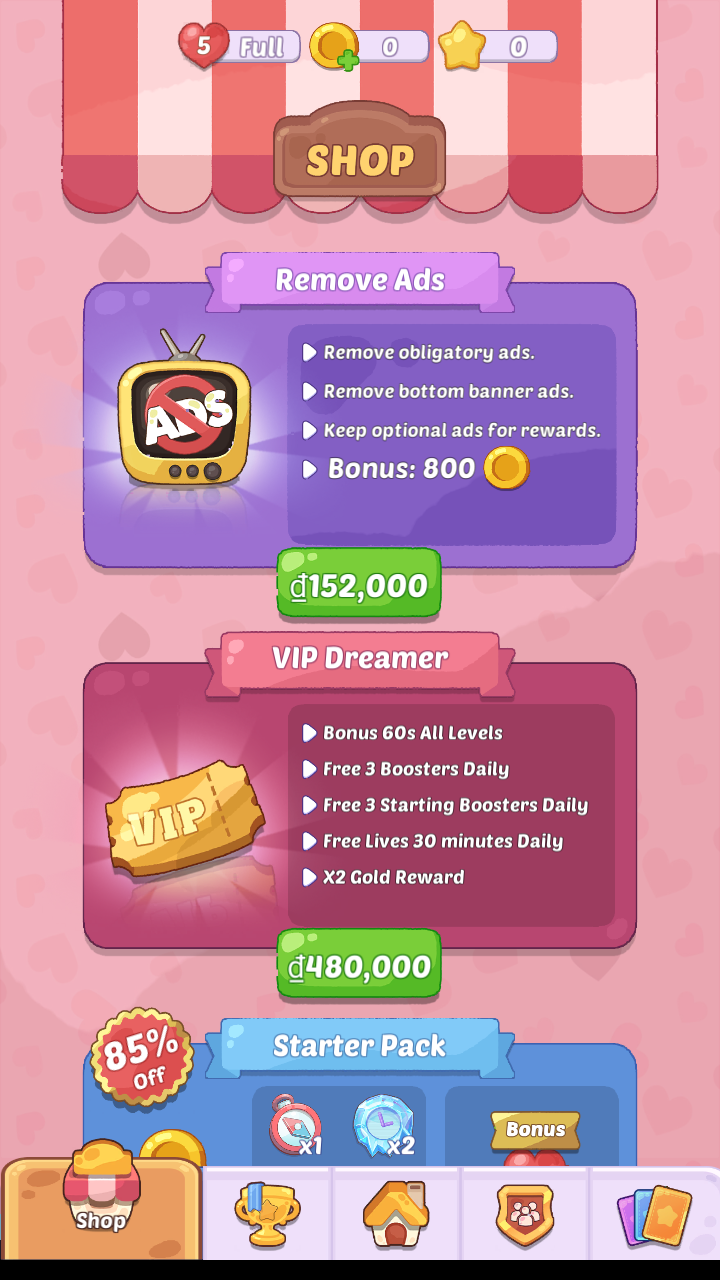 5 Full 0 0
SHOP
Remove Ads
ADS
Remove obligatory ads.
Remove bottom banner ads.
Keep optional ads for rewards.
Bonus: 800
₫152,000
VIP Dreamer
VIP
Bonus 60s All Levels
Free 3 Boosters Daily
Free 3 Starting Boosters Daily
Free Lives 30 minutes Daily
X2 Gold Reward
₫480,000
85%
Off
Starter Pack
x1 x2
Bonus
Shop